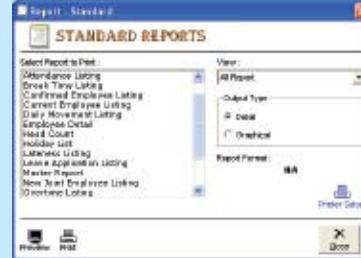 Report - Standard
STANDARD REPORTS
Select Report to Print :
Attendance Listing
Break Time Listing
Confirmed Employee Listing
Current Employee Listing
Daily Movement Listing
Employee Detail
Head Count
Holiday List
Lateness Listing
Leave Application Listing
Master Report
New Joint Employee Listing
Overtime Listing
View :
All Report
Output Type
Detail
Graphical
Report Format :
N/A
Printer Setup
Preview
Print
Close